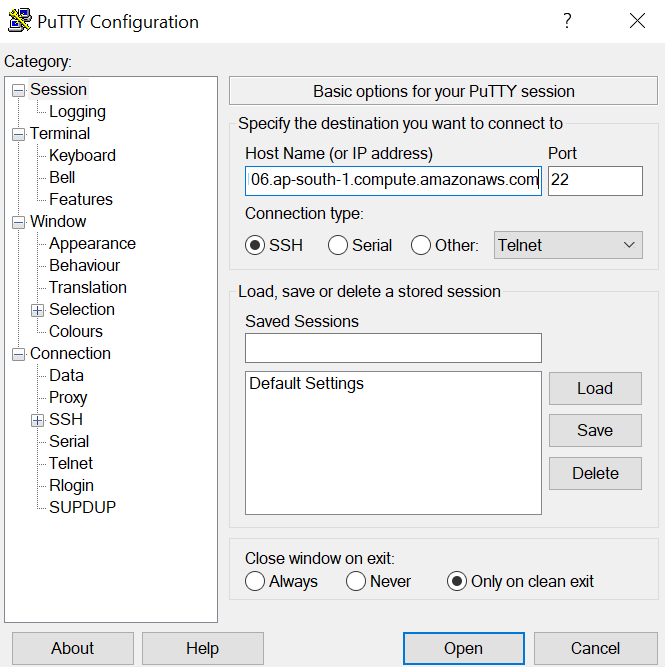 PuTTY Configuration ?
Category:
Session
Logging
Terminal
Keyboard
Bell
Features
Window
Appearance
Behaviour
Translation
Selection
Colours
Connection
Data
Proxy
SSH
Serial
Telnet
Rlogin
SUPDUP
Basic options for your PuTTY session
Specify the destination you want to connect to
Host Name (or IP address) Port
06.ap-south-1.compute.amazonaws.com 22
Connection type:
SSH Serial Other: Telnet
Load, save or delete a stored session
Saved Sessions
Default Settings
Load
Save
Delete
Close window on exit:
Always Never Only on clean exit
About Help Open Cancel